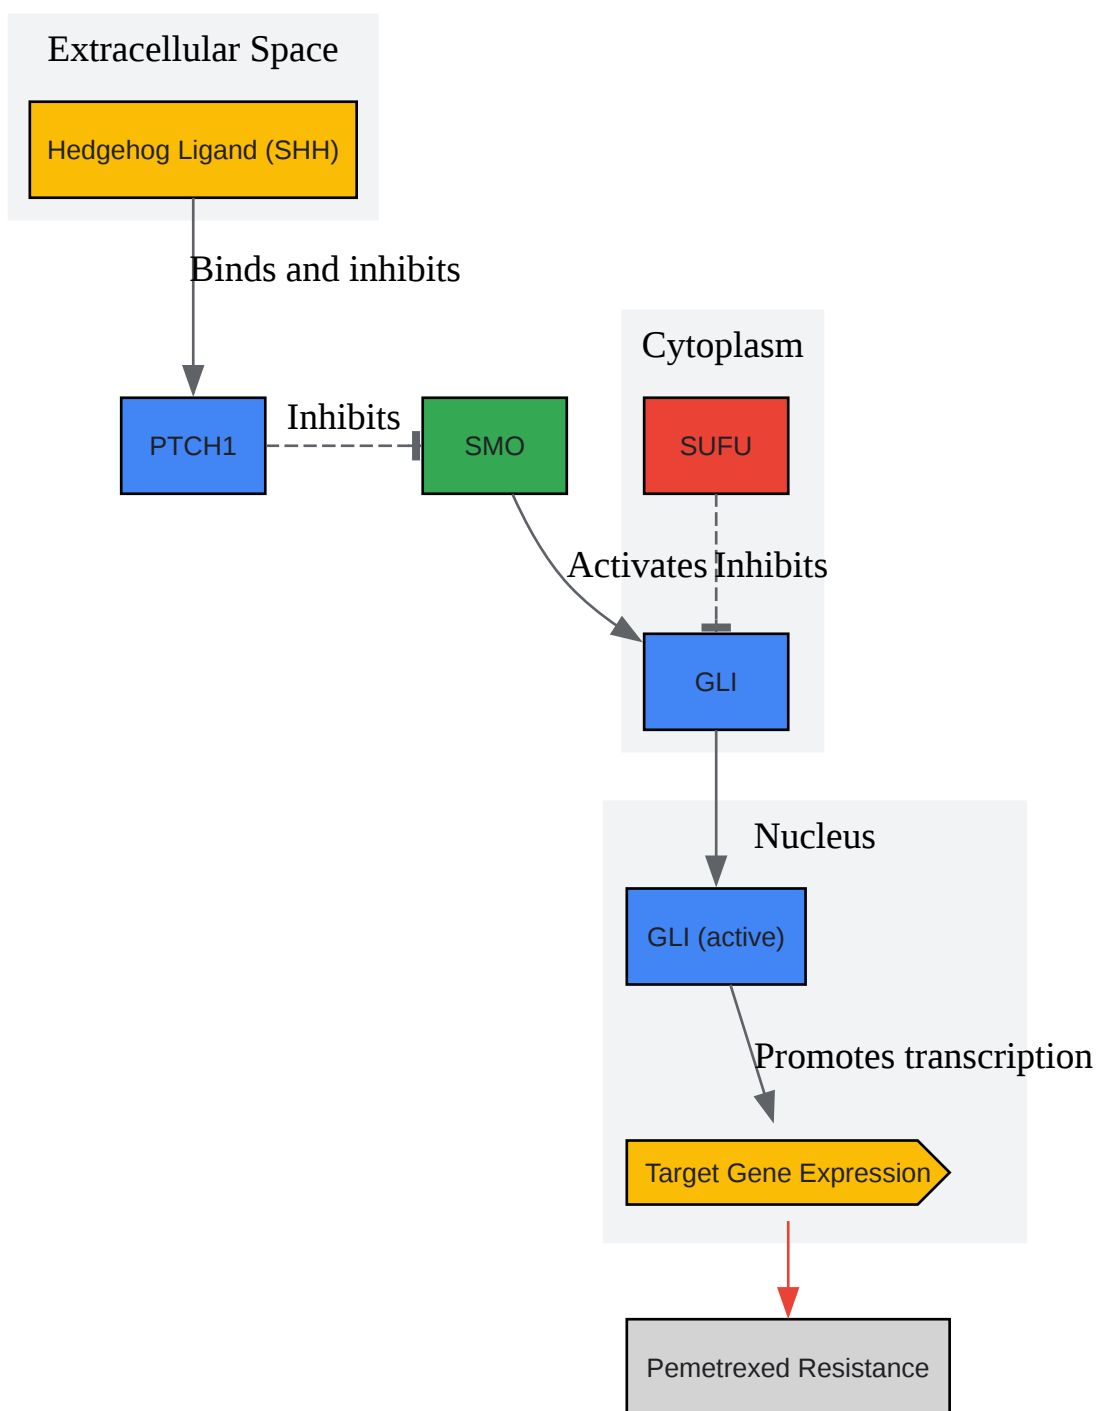 Extracellular Space
Hedgehog Ligand (SHH)
Binds and inhibits
Cytoplasm
PTCH1
Inhibits
SMO
SUFU
Activates
Inhibits
GLI
Nucleus
GLI (active)
Promotes transcription
Target Gene Expression
Pemetrexed Resistance